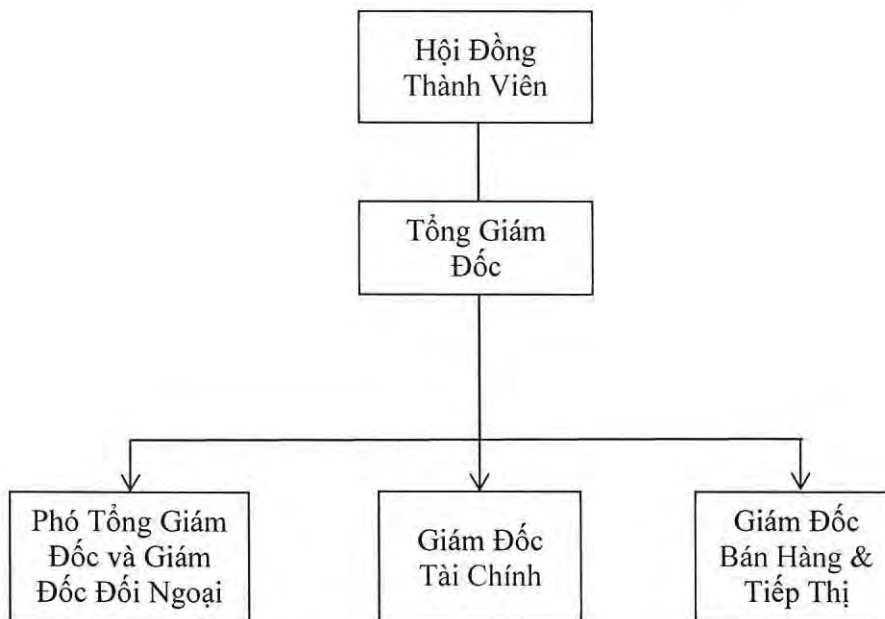 Hội Đồng
Thành Viên
Tổng Giám
Đốc
Phó Tổng Giám
Đốc và Giám
Đốc Đối Ngoại
Giám Đốc
Tài Chính
Giám Đốc
Bán Hàng &
Tiếp Thị